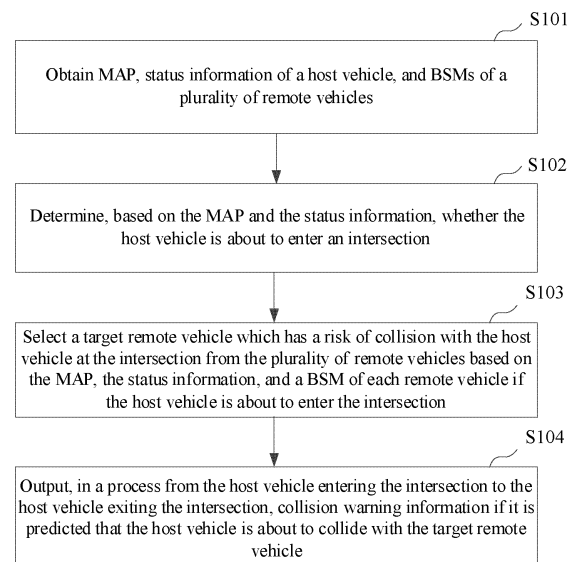 S101
Obtain MAP, status information of a host vehicle, and BSMs of a
plurality of remote vehicles
S102
Determine, based on the MAP and the status information, whether the
host vehicle is about to enter an intersection
S103
Select a target remote vehicle which has a risk of collision with the host
vehicle at the intersection from the plurality of remote vehicles based on
the MAP, the status information, and a BSM of each remote vehicle if
the host vehicle is about to enter the intersection
S104
Output, in a process from the host vehicle entering the intersection to the
host vehicle exiting the intersection, collision warning information if it is
predicted that the host vehicle is about to collide with the target remote
vehicle